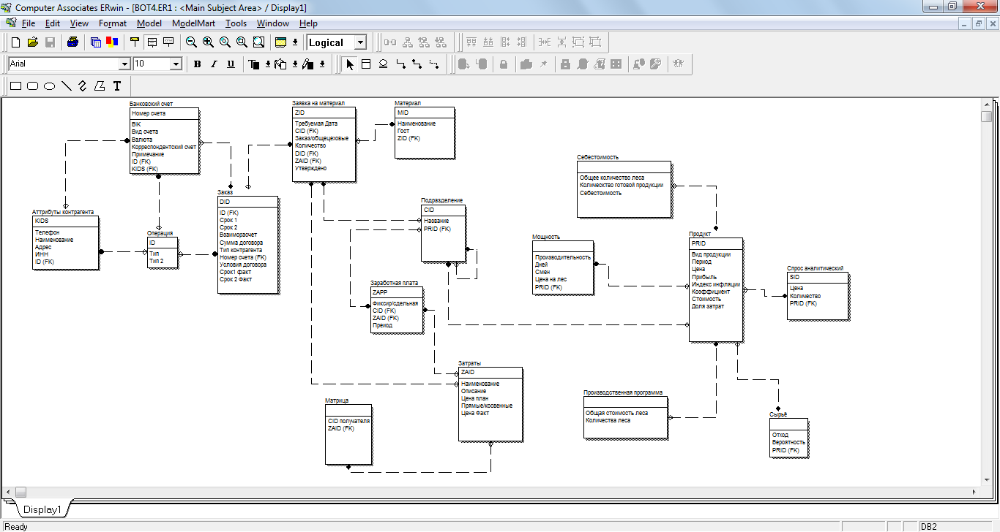 Computer Associates ERwin - [BOT4.ER1 : <Main Subject Area> / Display1]
File Edit View Format Model ModelMart Tools Window Help
Logical
Arial 10 B I U
T
Банковский счет
Номер счета
BIK
Вид счета
Валюта
Корреспондентский счет
Примечание
ID (FK)
KIDS (FK)
Заявка на материал
ZID
Требуемая Дата
CID (FK)
Заказ/общецеховые
Количество
DID (FK)
ZAID (FK)
Утверждено
Материал
MID
Наименование
Гост
ZID (FK)
Себестоимость
Общее количество леса
Количекство готовой продукции
Себестоимость
Аттрибуты контрагента
KIDS
Телефон
Наименование
Адрес
ИНН
ID (FK)
Операция
ID
Тип
Тип 2
Заказ
DID
ID (FK)
Срок 1
Срок 2
Взаиморасчет
Сумма договора
Тип контрагента
Номер счета (FK)
Условия договора
Срок1 факт
Срок 2 Факт
Подразделение
CID
Название
PRID (FK)
Мощность
Производительность
Дней
Смен
Цена на лес
PRID (FK)
Продукт
PRID
Вид продукции
Период
Цена
Прибыль
Индекс инфляции
Коэффициент
Стоимость
Доля затрат
Спрос аналитический
SID
Цена
Количество
PRID (FK)
Заработная плата
ZAPP
Фиксир/сдельная
CID (FK)
ZAID (FK)
Преиод
Затраты
ZAID
Наименование
Описание
Цена план
Прямые/косвенные
Цена Факт
Матрица
CID получателя
ZAID (FK)
Производственная программа
Общая стоимость леса
Количества леса
Сырьё
Отход
Вероятность
PRID (FK)
Display1
Ready DB2